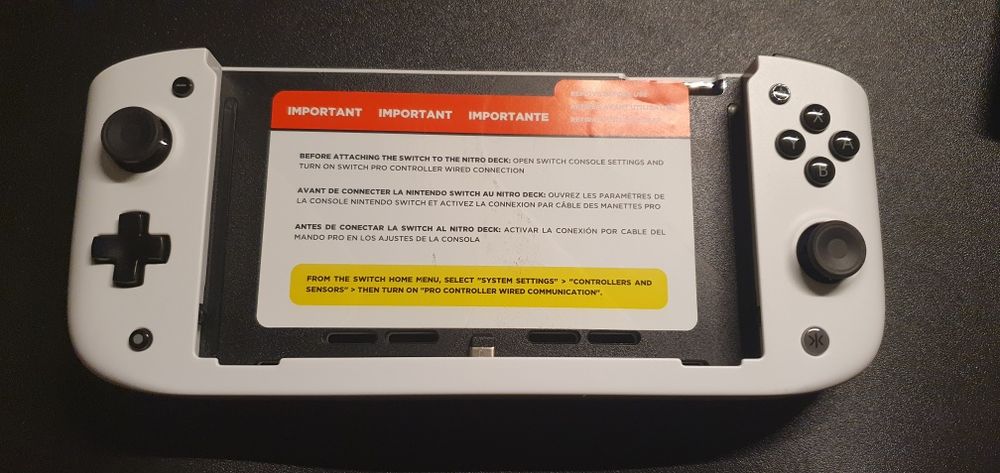 IMPORTANT IMPORTANT IMPORTANTE
BEFORE ATTACHING THE SWITCH TO THE NITRO DECK: OPEN SWITCH CONSOLE SETTINGS AND
TURN ON SWITCH PRO CONTROLLER WIRED CONNECTION
AVANT DE CONNECTER LA NINTENDO SWITCH AU NITRO DECK: OUVREZ LES PARAMÈTRES DE
LA CONSOLE NINTENDO SWITCH ET ACTIVEZ LA CONNEXION PAR CÂBLE DES MANETTES PRO
ANTES DE CONECTAR LA SWITCH AL NITRO DECK: ACTIVAR LA CONEXIÓN POR CABLE DEL
MANDO PRO EN LOS AJUSTES DE LA CONSOLA
FROM THE SWITCH HOME MENU, SELECT "SYSTEM SETTINGS" > "CONTROLLERS AND
SENSORS" > THEN TURN ON "PRO CONTROLLER WIRED COMMUNICATION".
X
Y A
B